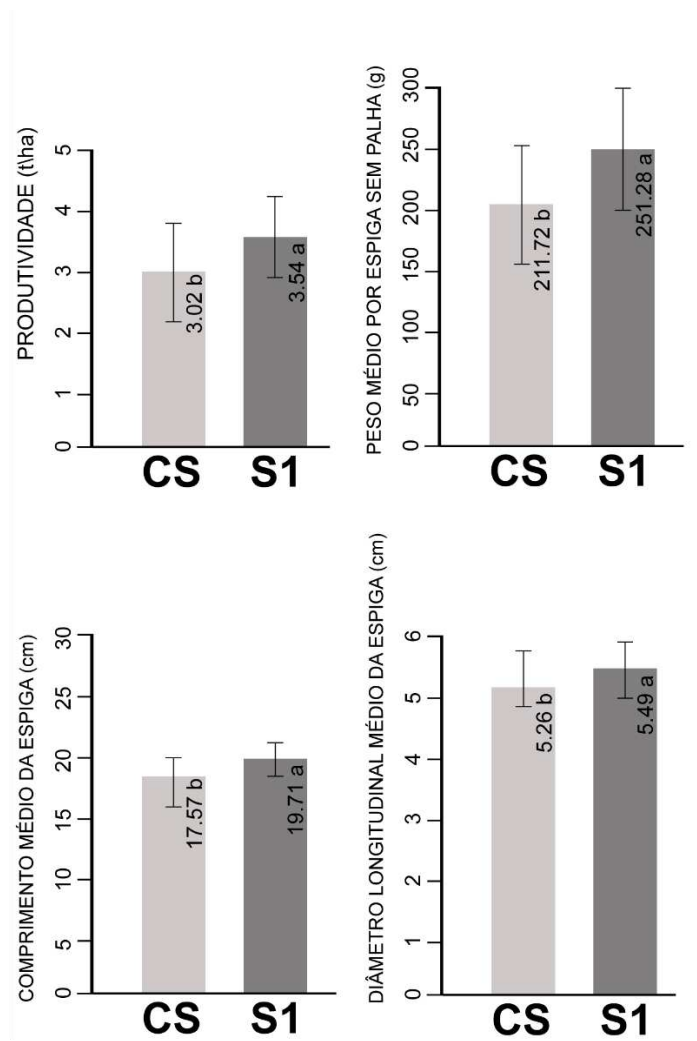 PRODUTIVIDADE (t\ha)
5
4
3
2
1
0
3.02 b
3.54 a
CS S1
PESO MÉDIO POR ESPIGA SEM PALHA (g)
300
250
200
150
100
50
0
211.72 b
251.28 a
CS S1
COMPRIMENTO MÉDIO DA ESPIGA (cm)
30
25
20
15
10
5
0
17.57 b
19.71 a
CS S1
DIÂMETRO LONGITUDINAL MÉDIO DA ESPIGA (cm)
6
5
4
3
2
1
0
5.26 b
5.49 a
CS S1